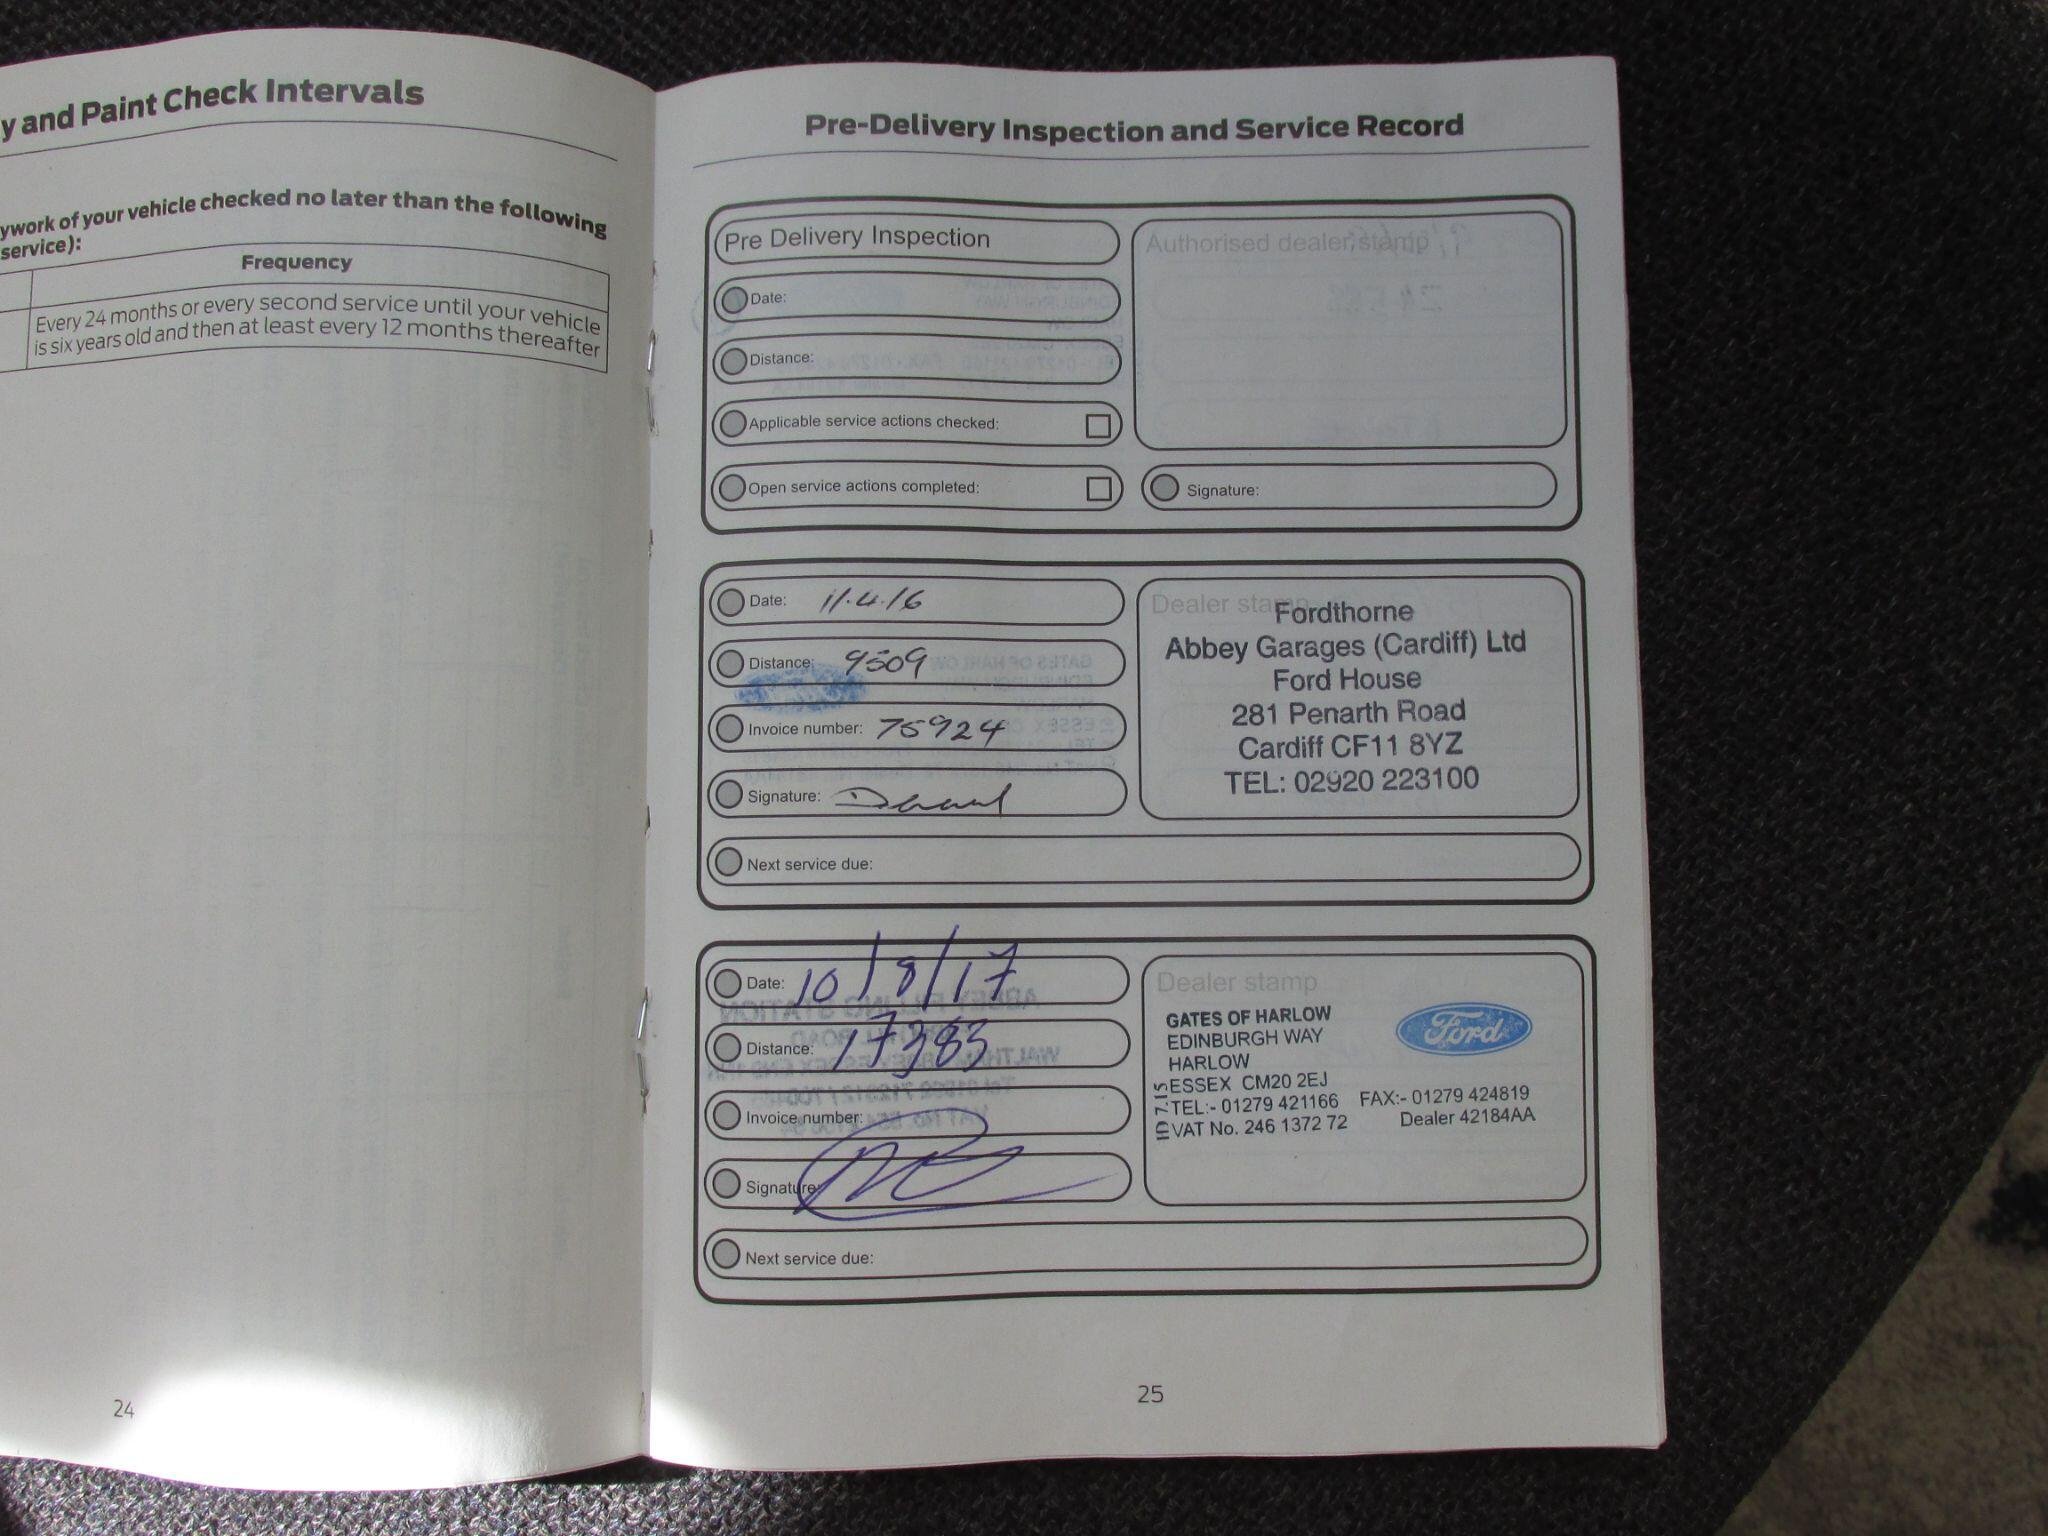 y and Paint Check Intervals
ywork of your vehicle checked no later than the following
service):
Frequency
Every 24 months or every second service until your vehicle
is six years old and then at least every 12 months thereafter
24
Pre-Delivery Inspection and Service Record
Pre Delivery Inspection
Authorised dealer stamp
Date:
Distance:
Applicable service actions checked:
Open service actions completed:
Signature:
Date: 11.4.16
Distance: 9509
Invoice number: 75924
Signature:
Next service due:
Dealer stamp
Fordthorne
Abbey Garages (Cardiff) Ltd
Ford House
281 Penarth Road
Cardiff CF11 8YZ
TEL: 02920 223100
Date: 10/8/17
Distance: 17383
Invoice number:
Signature:
Next service due:
Dealer stamp
GATES OF HARLOW
EDINBURGH WAY
HARLOW
ESSEX CM20 2EJ
TEL:- 01279 421166 FAX:- 01279 424819
VAT No. 246 1372 72 Dealer 42184AA
ID 7.15
Ford
25